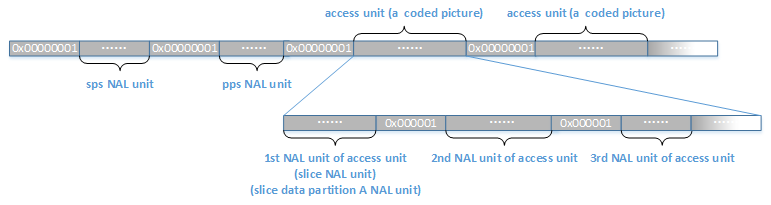 access unit (a coded picture) access unit (a coded picture)
0x00000001 ...... 0x00000001 ...... 0x00000001 ...... 0x00000001 ...... ......
sps NAL unit pps NAL unit
...... 0x000001 ...... 0x000001 ...... ......
1st NAL unit of access unit 2nd NAL unit of access unit 3rd NAL unit of access unit
(slice NAL unit)
(slice data partition A NAL unit)